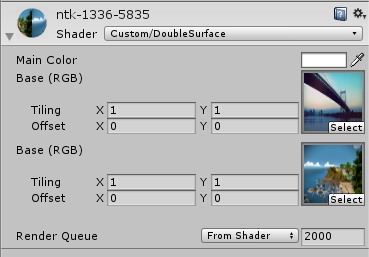 ntk-1336-5835
Shader Custom/DoubleSurface
Main Color
Base (RGB)
Tiling X 1 Y 1
Offset X 0 Y 0
Select
Base (RGB)
Tiling X 1 Y 1
Offset X 0 Y 0
Select
Render Queue From Shader 2000